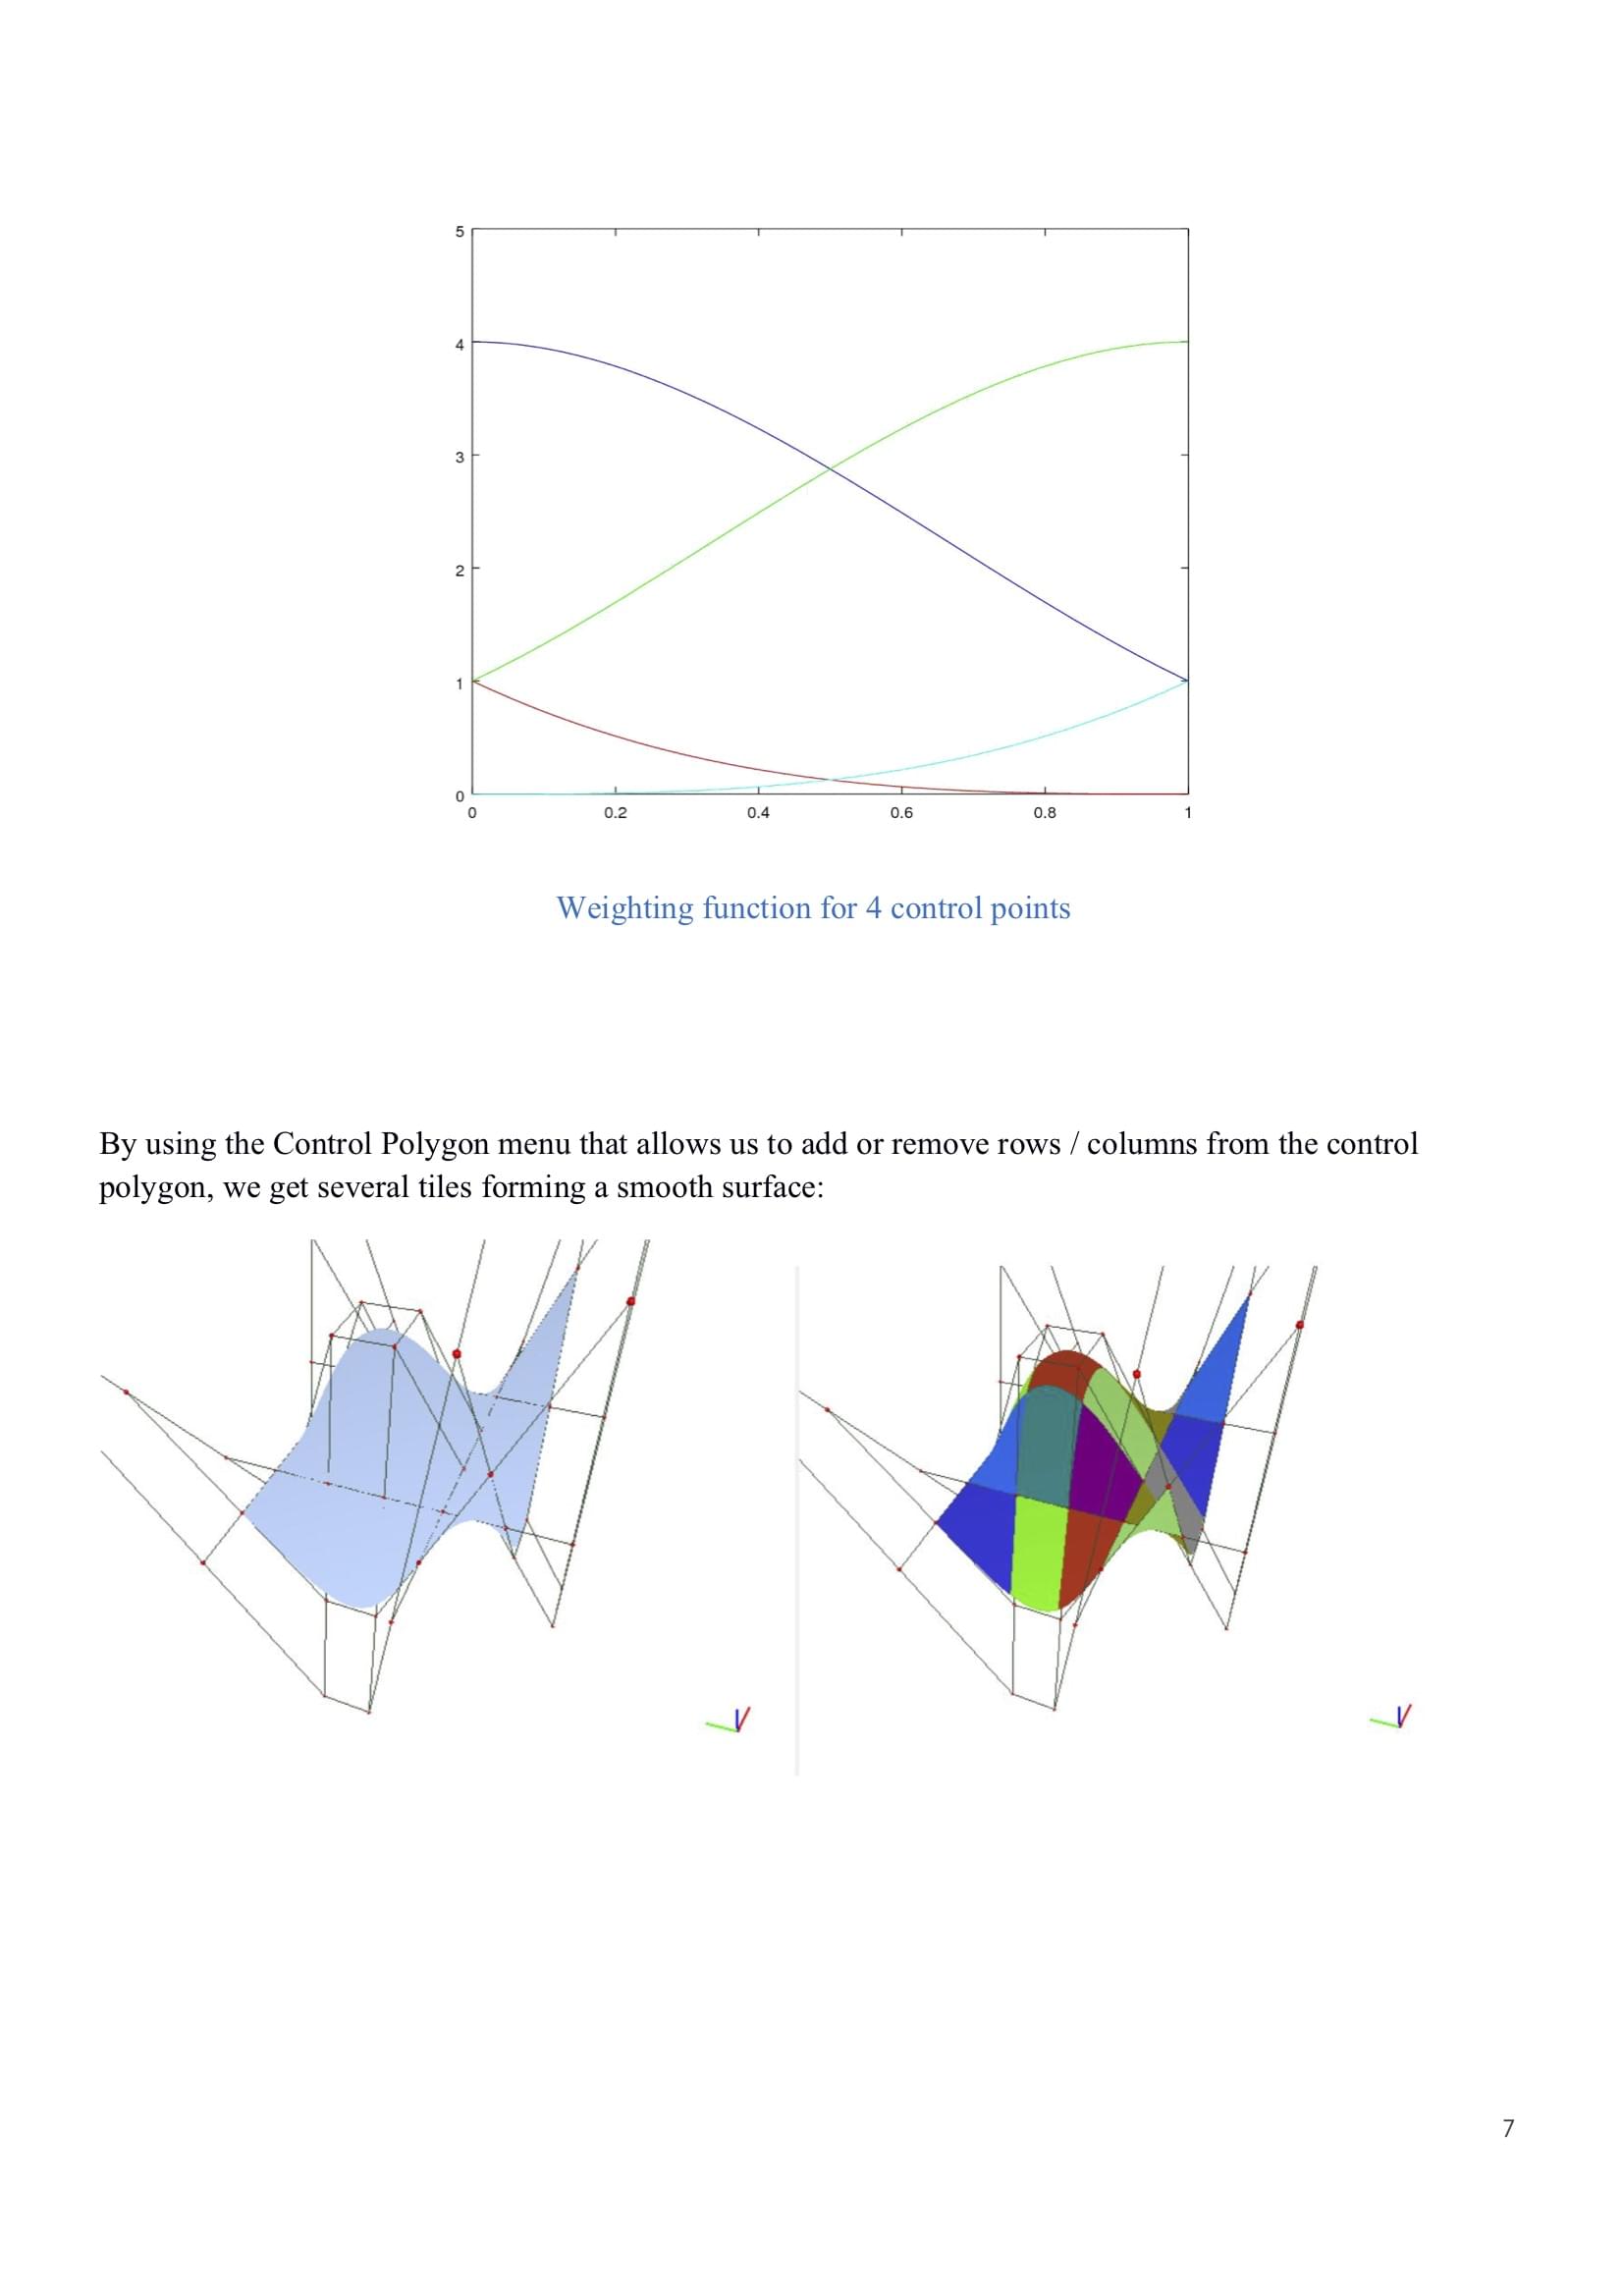 5
4
3
2
1
0
0 0.2 0.4 0.6 0.8 1
Weighting function for 4 control points
By using the Control Polygon menu that allows us to add or remove rows / columns from the control
polygon, we get several tiles forming a smooth surface:
7